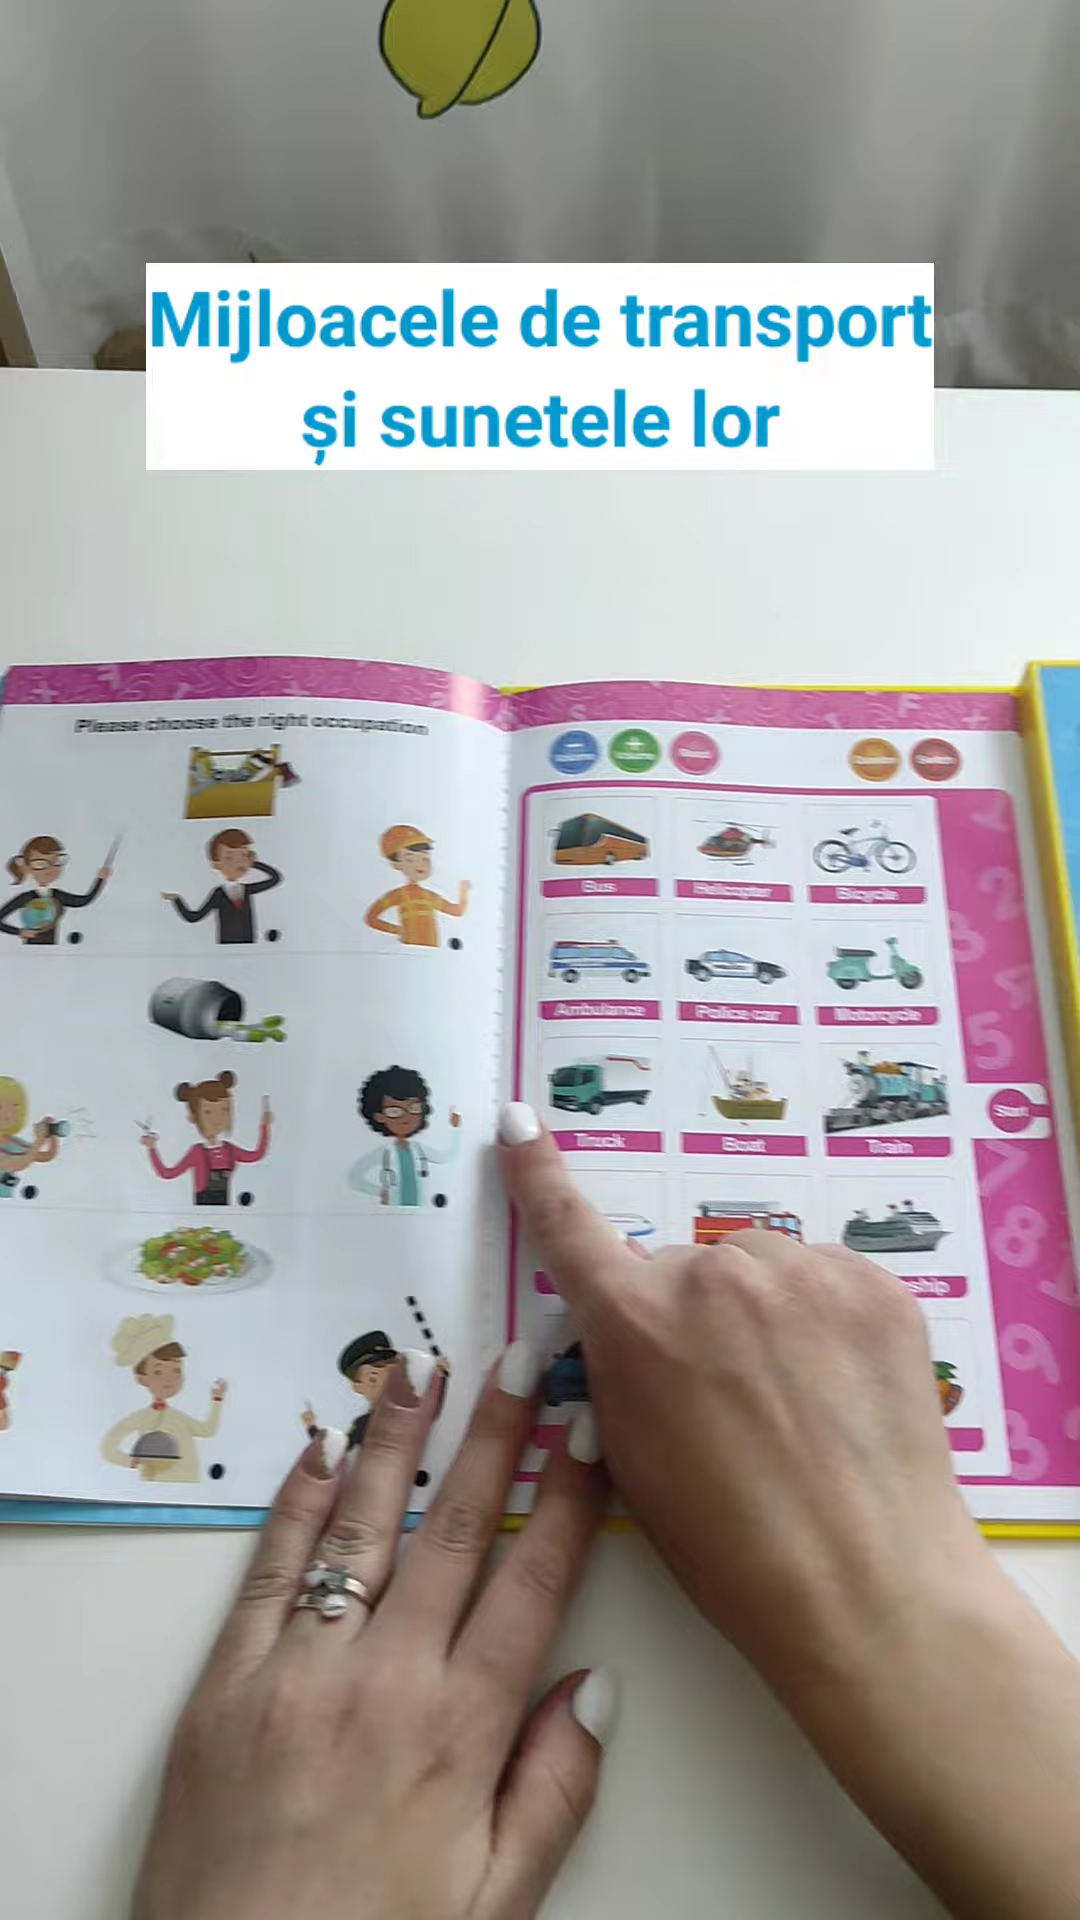 Mijloacele de transport
și sunetele lor
Please choose the right occupation
Bus
Helicopter
Bicycle
Ambulance
Police car
Motorcycle
Truck
Boat
Train
Start